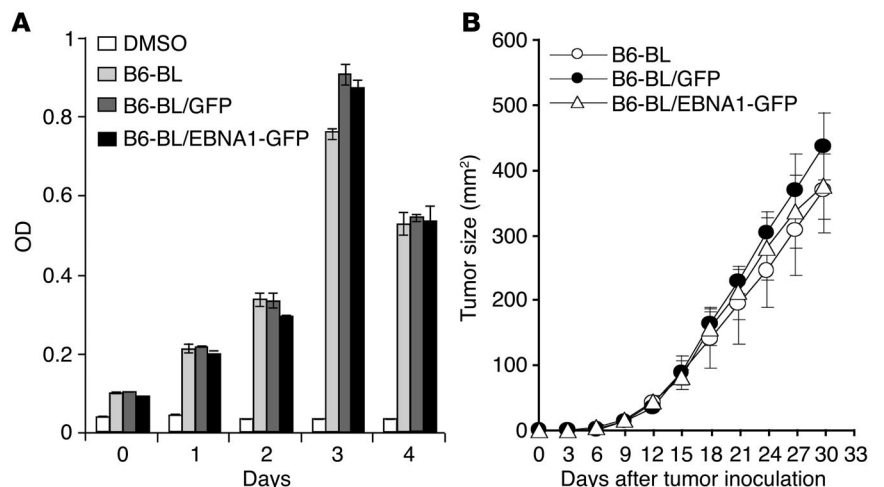 A
1
0.8
0.6
0.4
0.2
0
OD
DMSO
B6-BL
B6-BL/GFP
B6-BL/EBNA1-GFP
0 1 2 3 4
Days
B
600
500
400
300
200
100
0
Tumor size (mm²)
B6-BL
B6-BL/GFP
B6-BL/EBNA1-GFP
0 3 6 9 12 15 18 21 24 27 30 33
Days after tumor inoculation